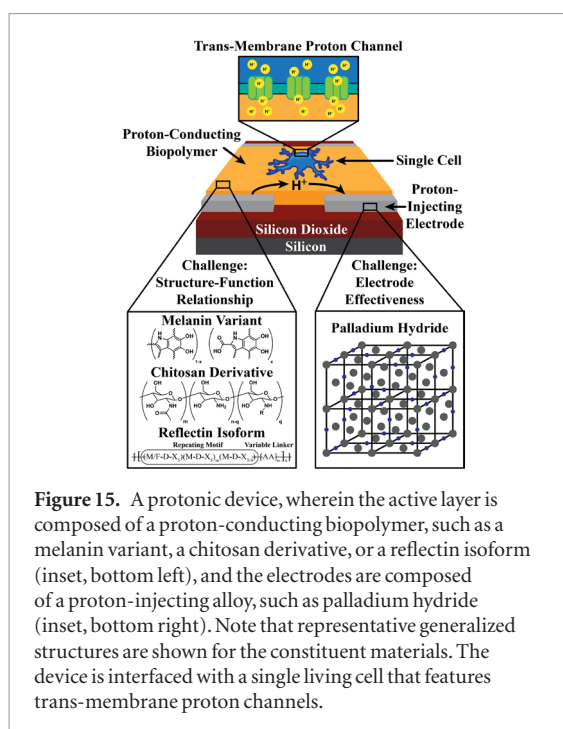 Trans-Membrane Proton Channel
H⁺ H⁺ H⁺ H⁺ H⁺ H⁺
H⁺ H⁺ H⁺ H⁺ H⁺ H⁺
Proton-Conducting
Biopolymer
Single Cell
H⁺
Proton-
Injecting
Electrode
Silicon Dioxide
Silicon
Challenge:
Structure-Function
Relationship
Challenge:
Electrode
Effectiveness
Melanin Variant
Chitosan Derivative
Reflectin Isoform
Repeating Motif Variable Linker
Palladium Hydride
Figure 15. A protonic device, wherein the active layer is
composed of a proton-conducting biopolymer, such as a
melanin variant, a chitosan derivative, or a reflectin isoform
(inset, bottom left), and the electrodes are composed
of a proton-injecting alloy, such as palladium hydride
(inset, bottom right). Note that representative generalized
structures are shown for the constituent materials. The
device is interfaced with a single living cell that features
trans-membrane proton channels.